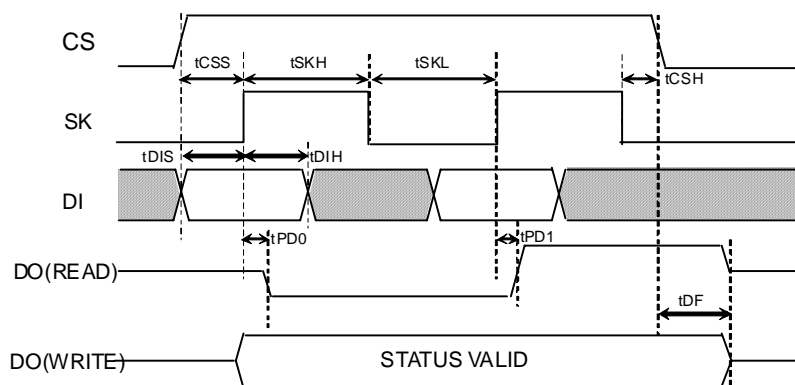 CS
tCSS tSKH tSKL tCSH
SK
tDIS tDIH
DI
tPD0 tPD1
DO(READ)
tDF
DO(WRITE) STATUS VALID